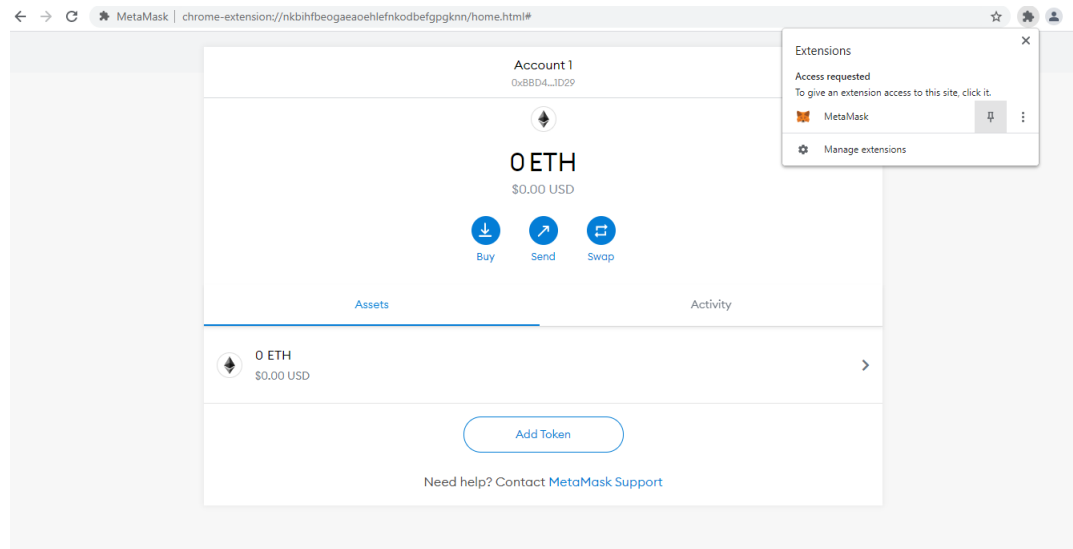 MetaMask | chrome-extension://nkbihfbeogaeaoehlefnkodbefgpgknn/home.html#
Extensions
Access requested
To give an extension access to this site, click it.
MetaMask
Manage extensions
Account 1
0xBBD4...1D29
0 ETH
$0.00 USD
Buy Send Swap
Assets Activity
0 ETH
$0.00 USD
Add Token
Need help? Contact MetaMask Support